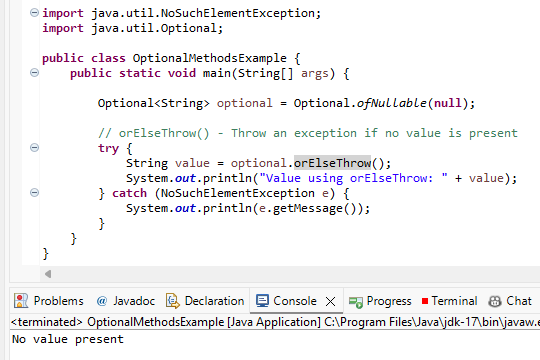 import java.util.NoSuchElementException;
import java.util.Optional;
public class OptionalMethodsExample {
public static void main(String[] args) {
Optional<String> optional = Optional.ofNullable(null);
// orElseThrow() - Throw an exception if no value is present
try {
String value = optional.orElseThrow();
System.out.println("Value using orElseThrow: " + value);
} catch (NoSuchElementException e) {
System.out.println(e.getMessage());
}
}
}
Problems @ Javadoc Declaration Console Progress Terminal Chat
<terminated> OptionalMethodsExample [Java Application] C:\Program Files\Java\jdk-17\bin\javaw.e
No value present